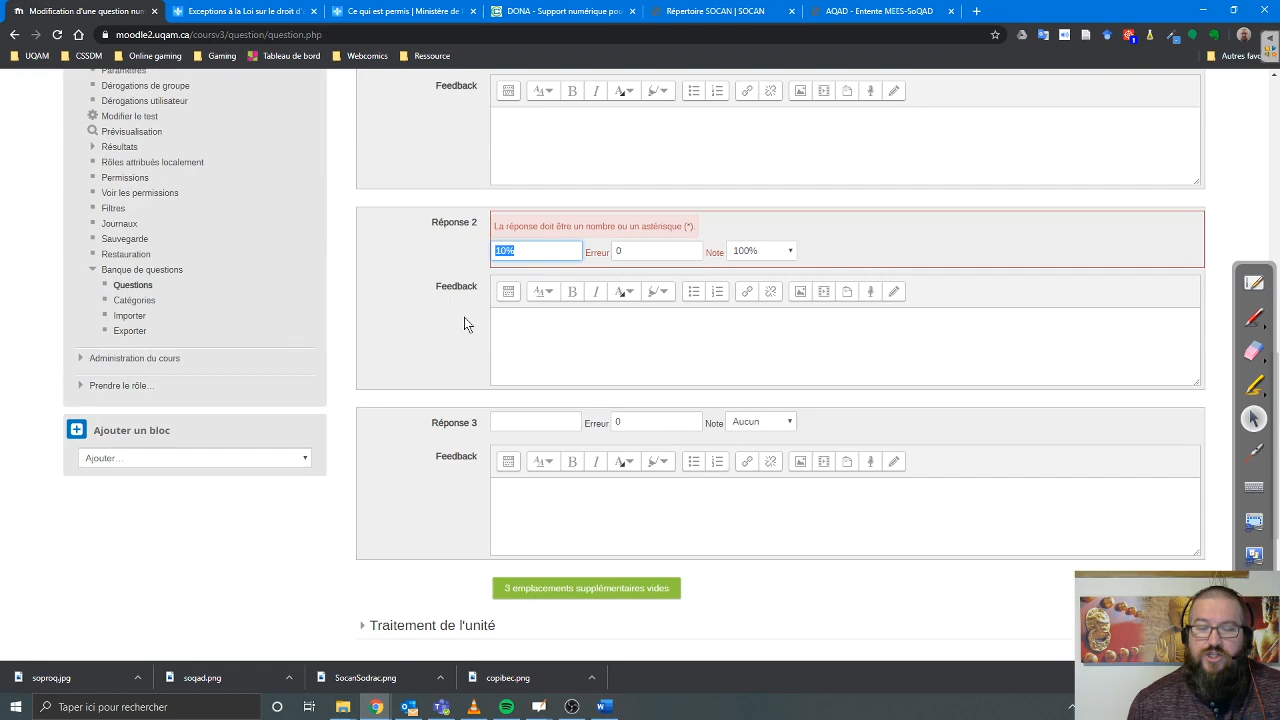 Modification d'un test num
Exceptions à la Loi sur le droit d'
Ce qui est permis | Ministère de
DONA - Support numérique pour
Répertoire SOCAN | SOCAN
AQAD - Entente MEES-SoQAD
moodle2.uqam.ca/coursv3/question/question.php
UQAM
CSSDM
Online gaming
Gaming
Tableau de bord
Webcomics
Ressource
Autres favo
Paramètres
Dérogations de groupe
Dérogations utilisateur
Modifier le test
Prévisualisation
Résultats
Rôles attribués localement
Permissions
Voir les permissions
Filtres
Journaux
Sauvegarde
Restauration
Banque de questions
Questions
Catégories
Importer
Exporter
Administration du cours
Prendre le rôle…
Ajouter un bloc
Ajouter…
Feedback
Réponse 2
La réponse doit être un nombre ou un astérisque (*).
10% Erreur 0 Note 100%
Feedback
Réponse 3
Erreur 0 Note Aucun
Feedback
3 emplacements supplémentaires vides
Traitement de l'unité
soproq.jpg
soqad.png
SocanSodrac.png
copibec.png
Taper ici pour rechercher